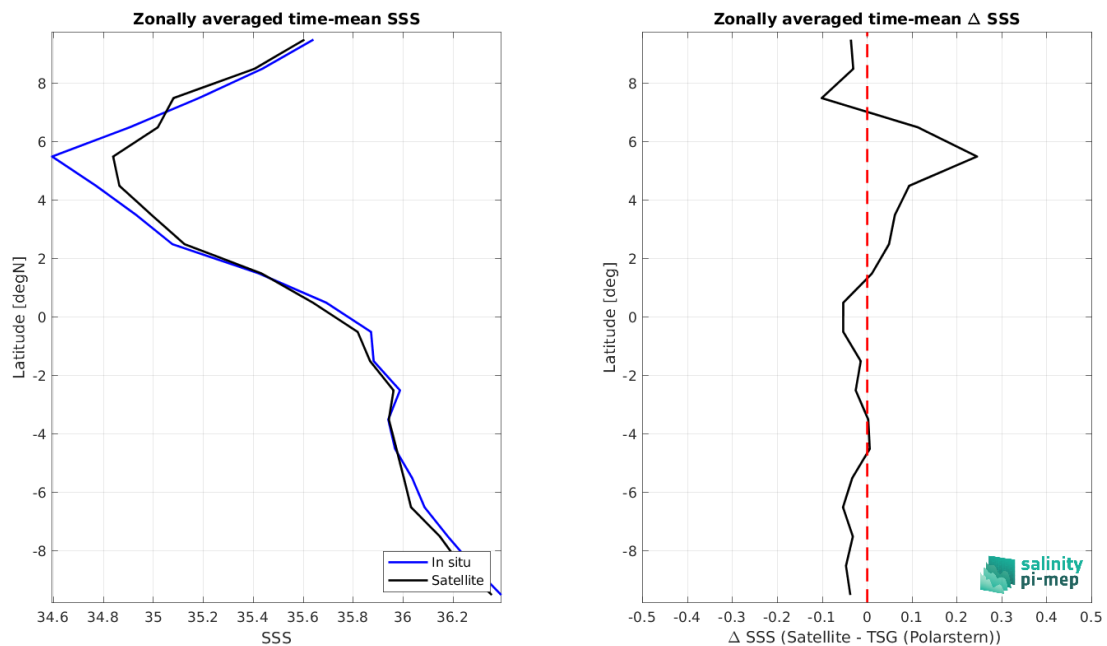 Zonally averaged time-mean SSS
Latitude [degN]
8
6
4
2
0
-2
-4
-6
-8
34.6 34.8 35 35.2 35.4 35.6 35.8 36 36.2
SSS
In situ
Satellite
Zonally averaged time-mean Δ SSS
Latitude [deg]
8
6
4
2
0
-2
-4
-6
-8
-0.5 -0.4 -0.3 -0.2 -0.1 0 0.1 0.2 0.3 0.4 0.5
Δ SSS (Satellite - TSG (Polarstern))
salinity
pi-mep